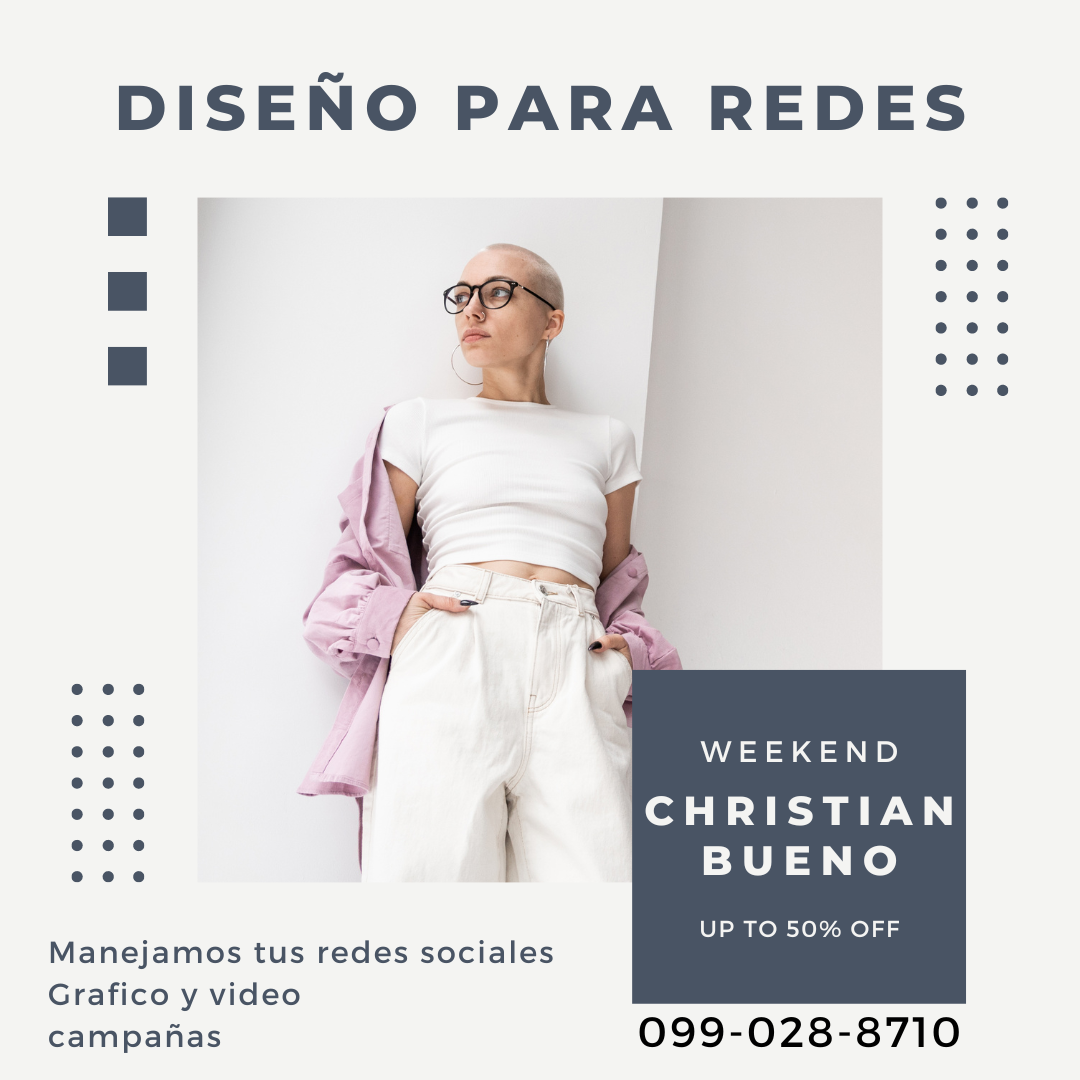 DISEÑO PARA REDES
WEEKEND
CHRISTIAN
BUENO
UP TO 50% OFF
Manejamos tus redes sociales
Grafico y video
campañas
099-028-8710